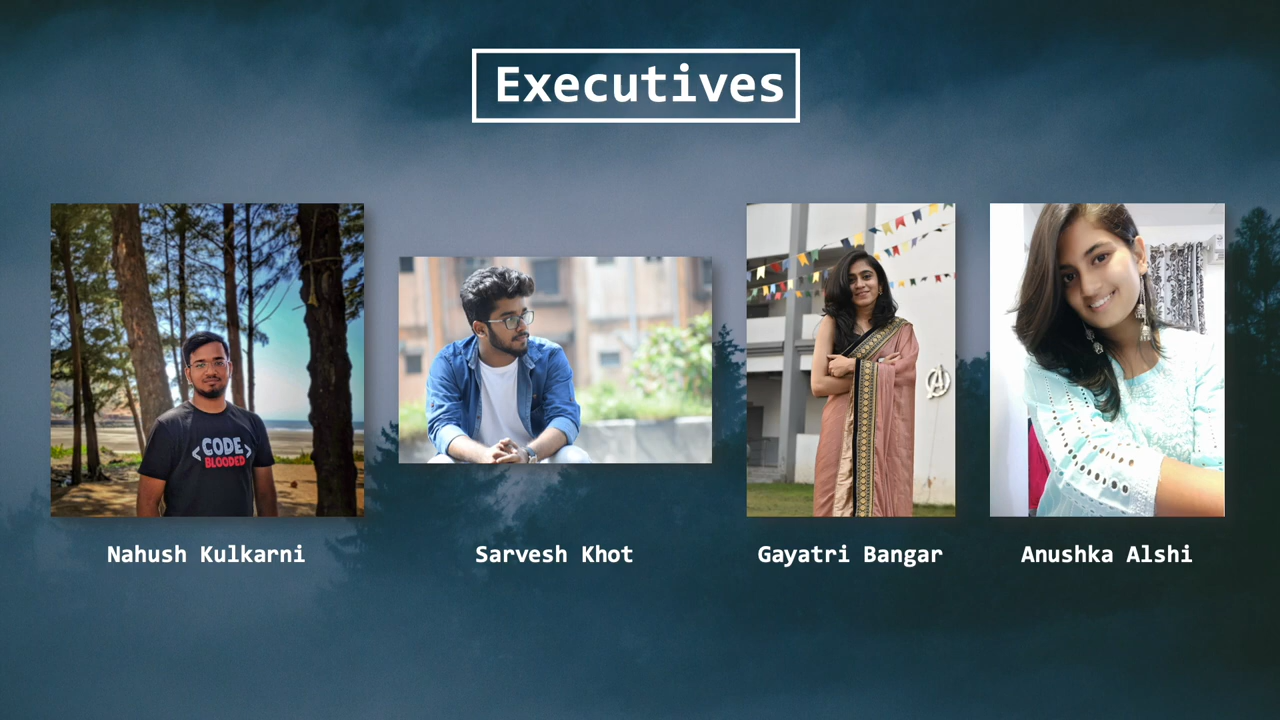 Executives
<CODE>
BLOODED
Nahush Kulkarni
Sarvesh Khot
Gayatri Bangar
Anushka Alshi